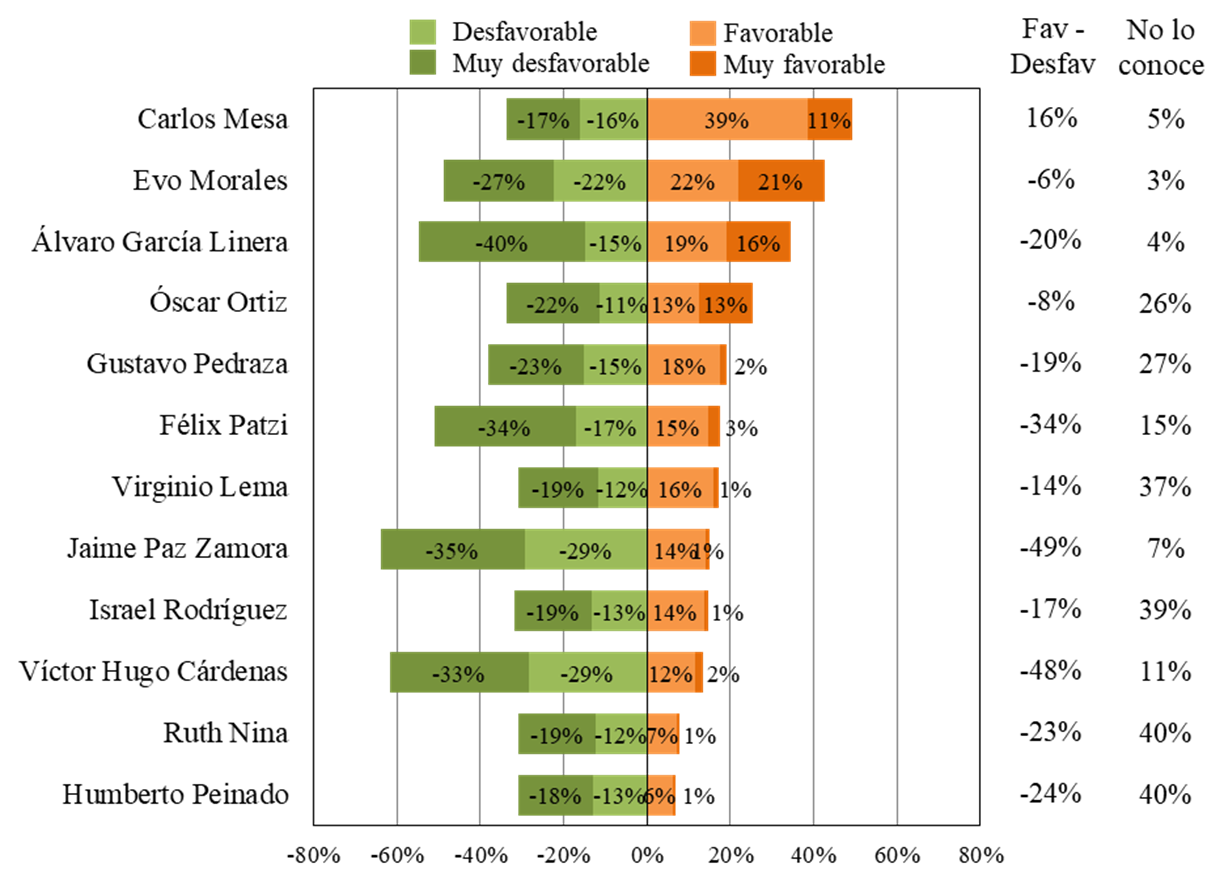 Desfavorable Favorable Fav - No lo
Muy desfavorable Muy favorable Desfav conoce
Carlos Mesa -17% -16% 39% 11% 16% 5%
Evo Morales -27% -22% 22% 21% -6% 3%
Álvaro García Linera -40% -15% 19% 16% -20% 4%
Óscar Ortiz -22% -11% 13% 13% -8% 26%
Gustavo Pedraza -23% -15% 18% 2% -19% 27%
Félix Patzi -34% -17% 15% 3% -34% 15%
Virginio Lema -19% -12% 16% 1% -14% 37%
Jaime Paz Zamora -35% -29% 14% 1% -49% 7%
Israel Rodríguez -19% -13% 14% 1% -17% 39%
Víctor Hugo Cárdenas -33% -29% 12% 2% -48% 11%
Ruth Nina -19% -12% 7% 1% -23% 40%
Humberto Peinado -18% -13% 6% 1% -24% 40%
-80% -60% -40% -20% 0% 20% 40% 60% 80%